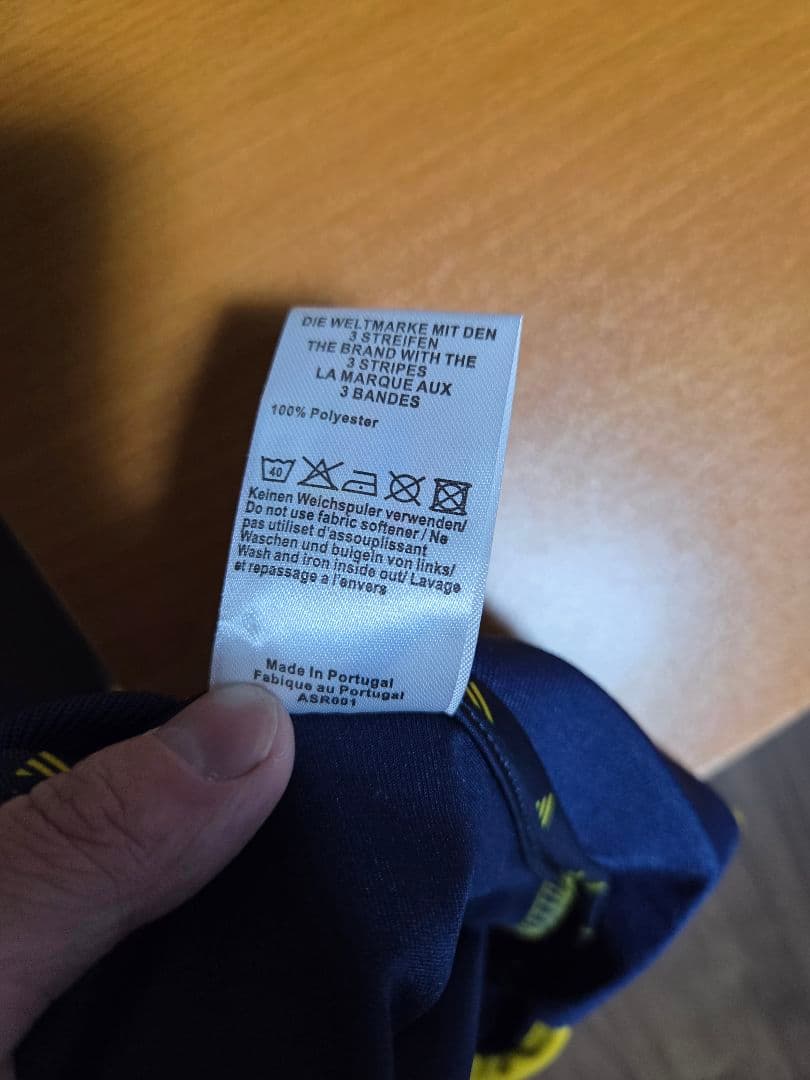 DIE WELTMARKE MIT DEN
3 STREIFEN
THE BRAND WITH THE
3 STRIPES
LA MARQUE AUX
3 BANDES
100% Polyester
40
Keinen Weichspuler verwenden/
Do not use fabric softener / Ne
pas utiliset d'assouplissant
Waschen und bulgeln von links/
Wash and iron inside out/ Lavage
et repassage a l'envers
Made In Portugal
Fabique au Portugal
ASR001